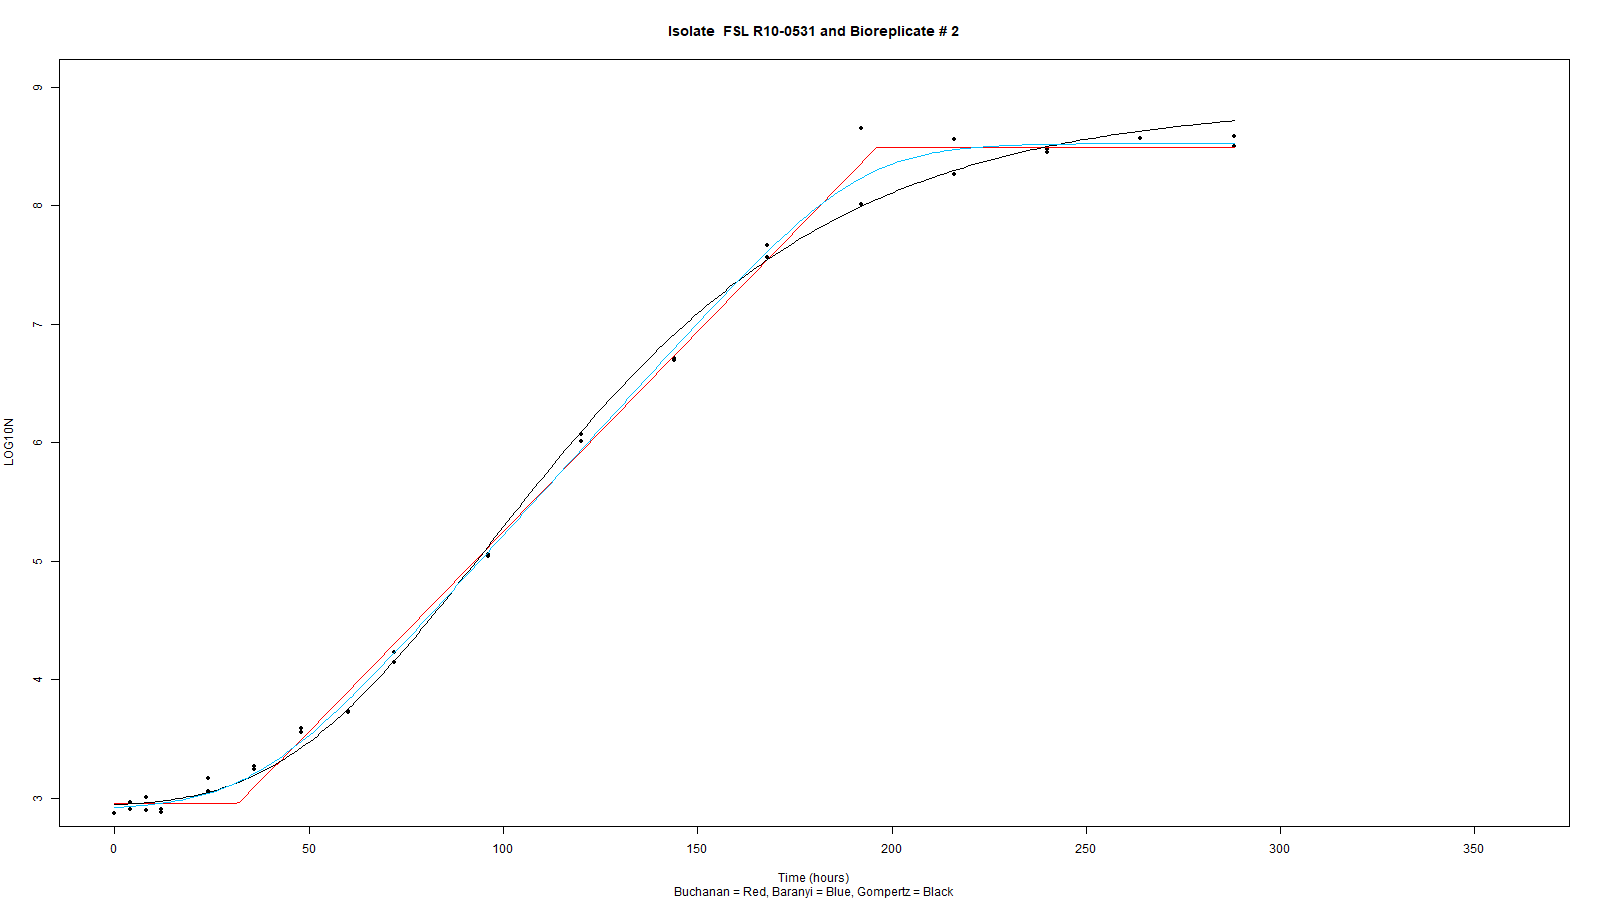 Isolate  FSL R10-0531 and Bioreplicate # 2
9
8
7
6
5
4
3
LOG10N
0 50 100 150 200 250 300 350
Time (hours)
Buchanan = Red, Baranyi = Blue, Gompertz = Black